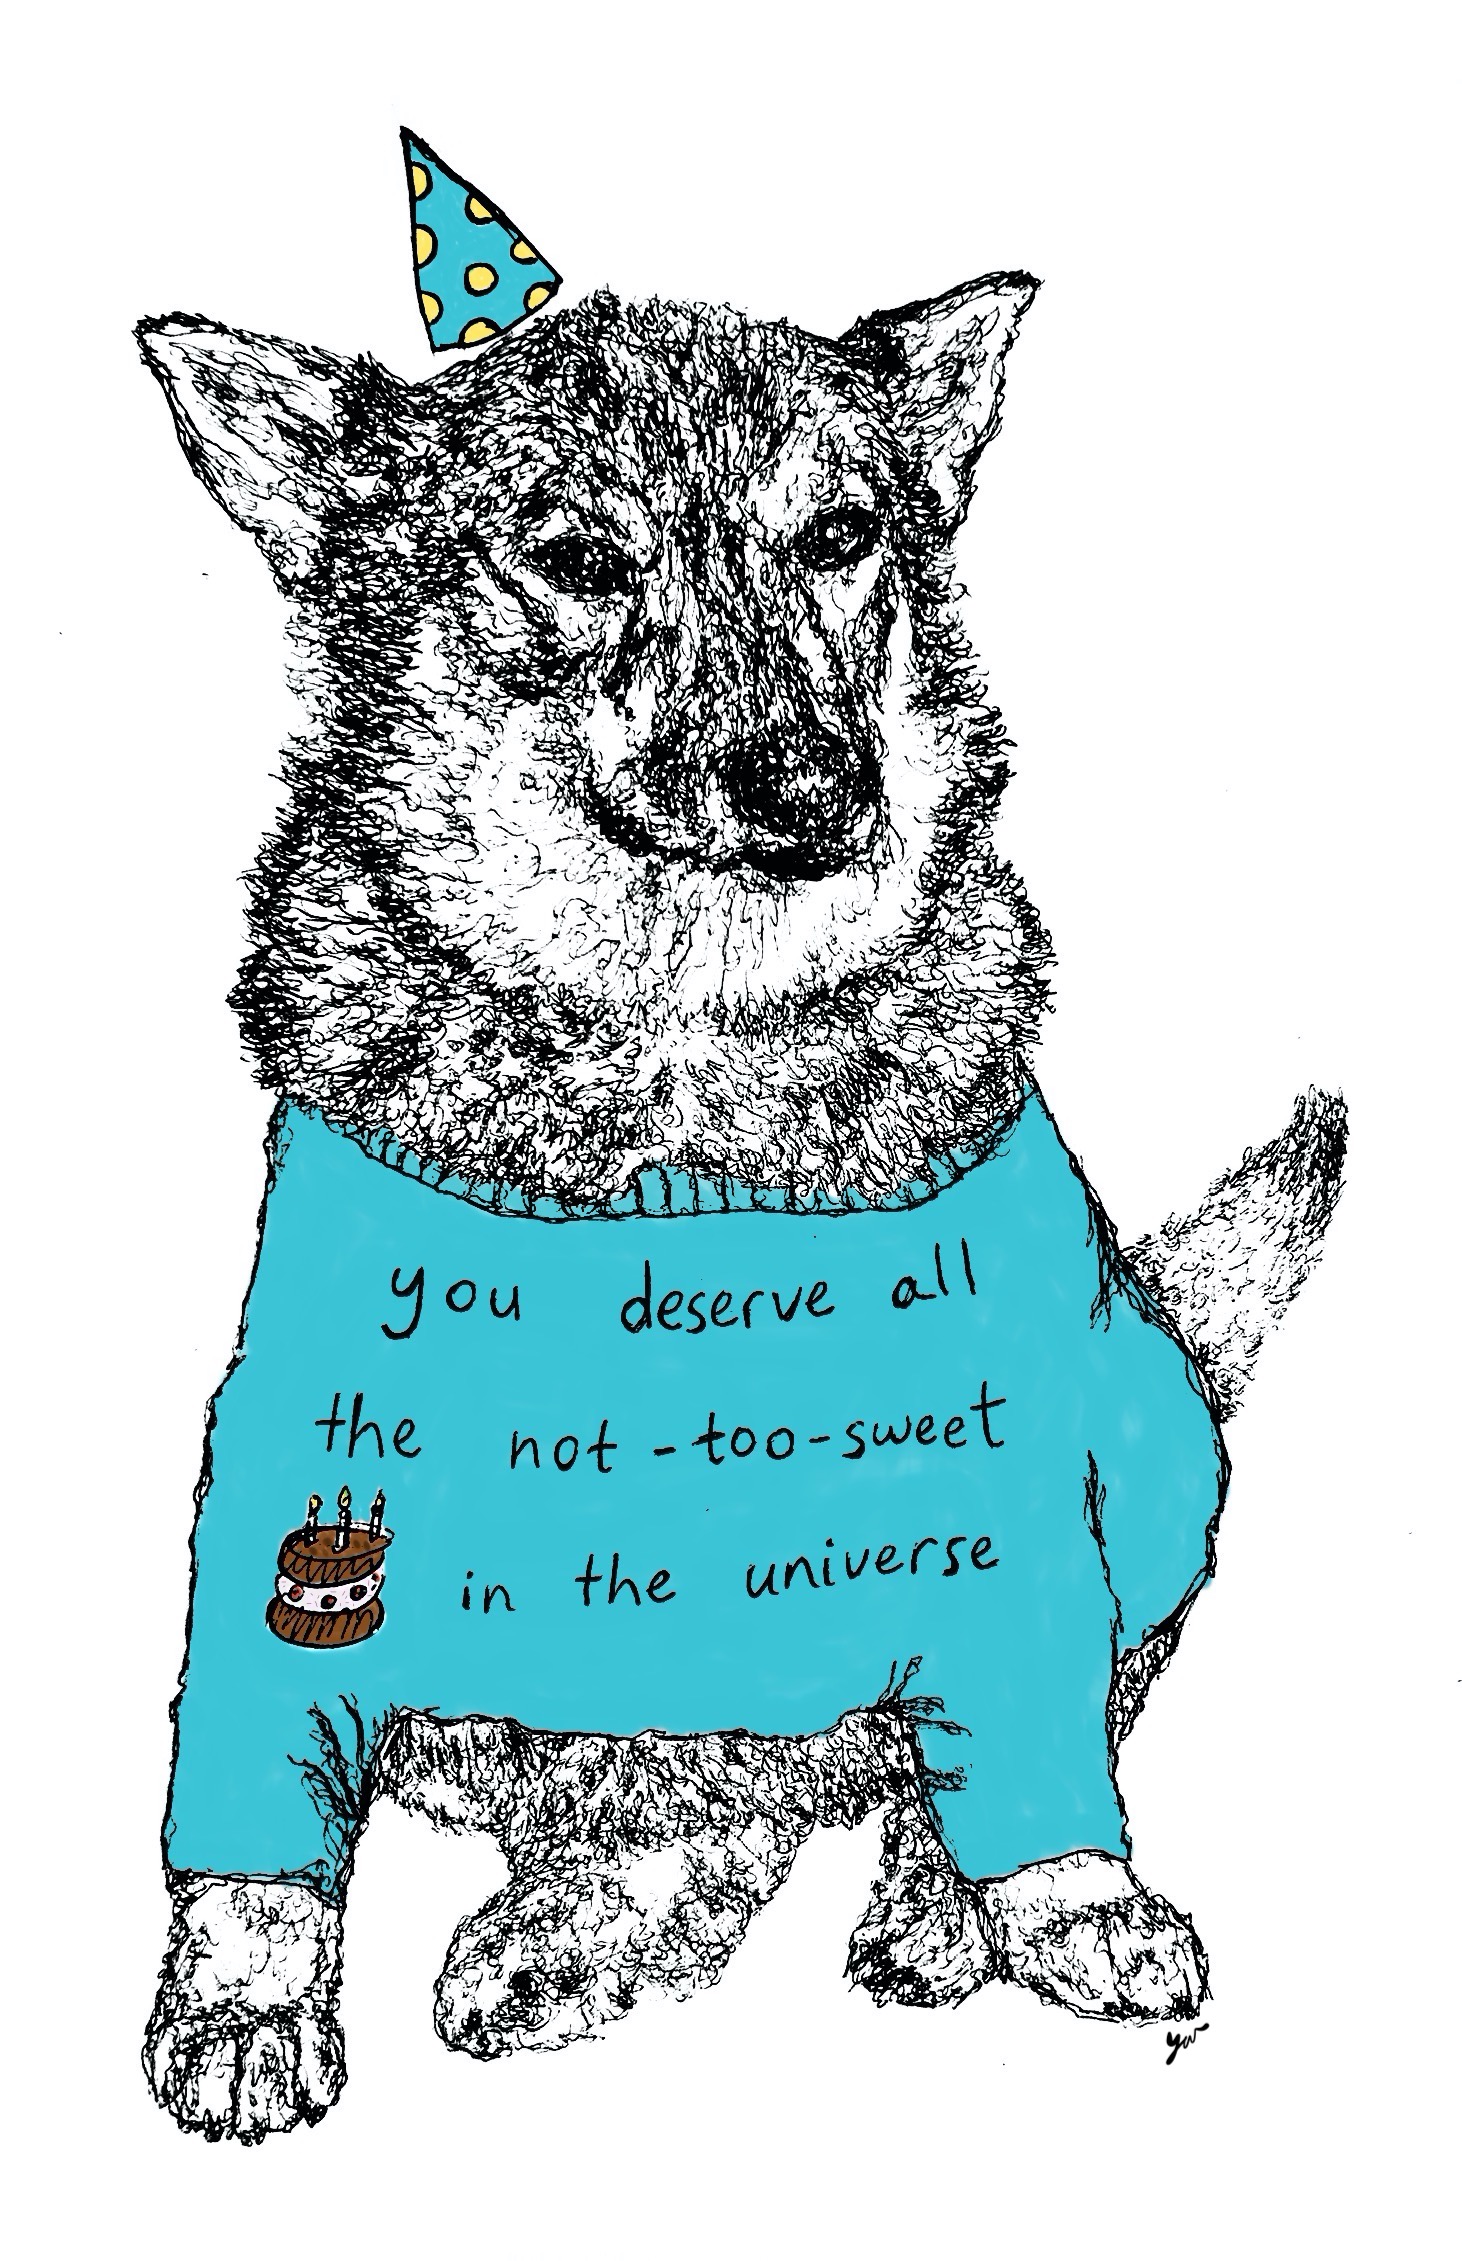 you deserve all
the not-too-sweet
in the universe